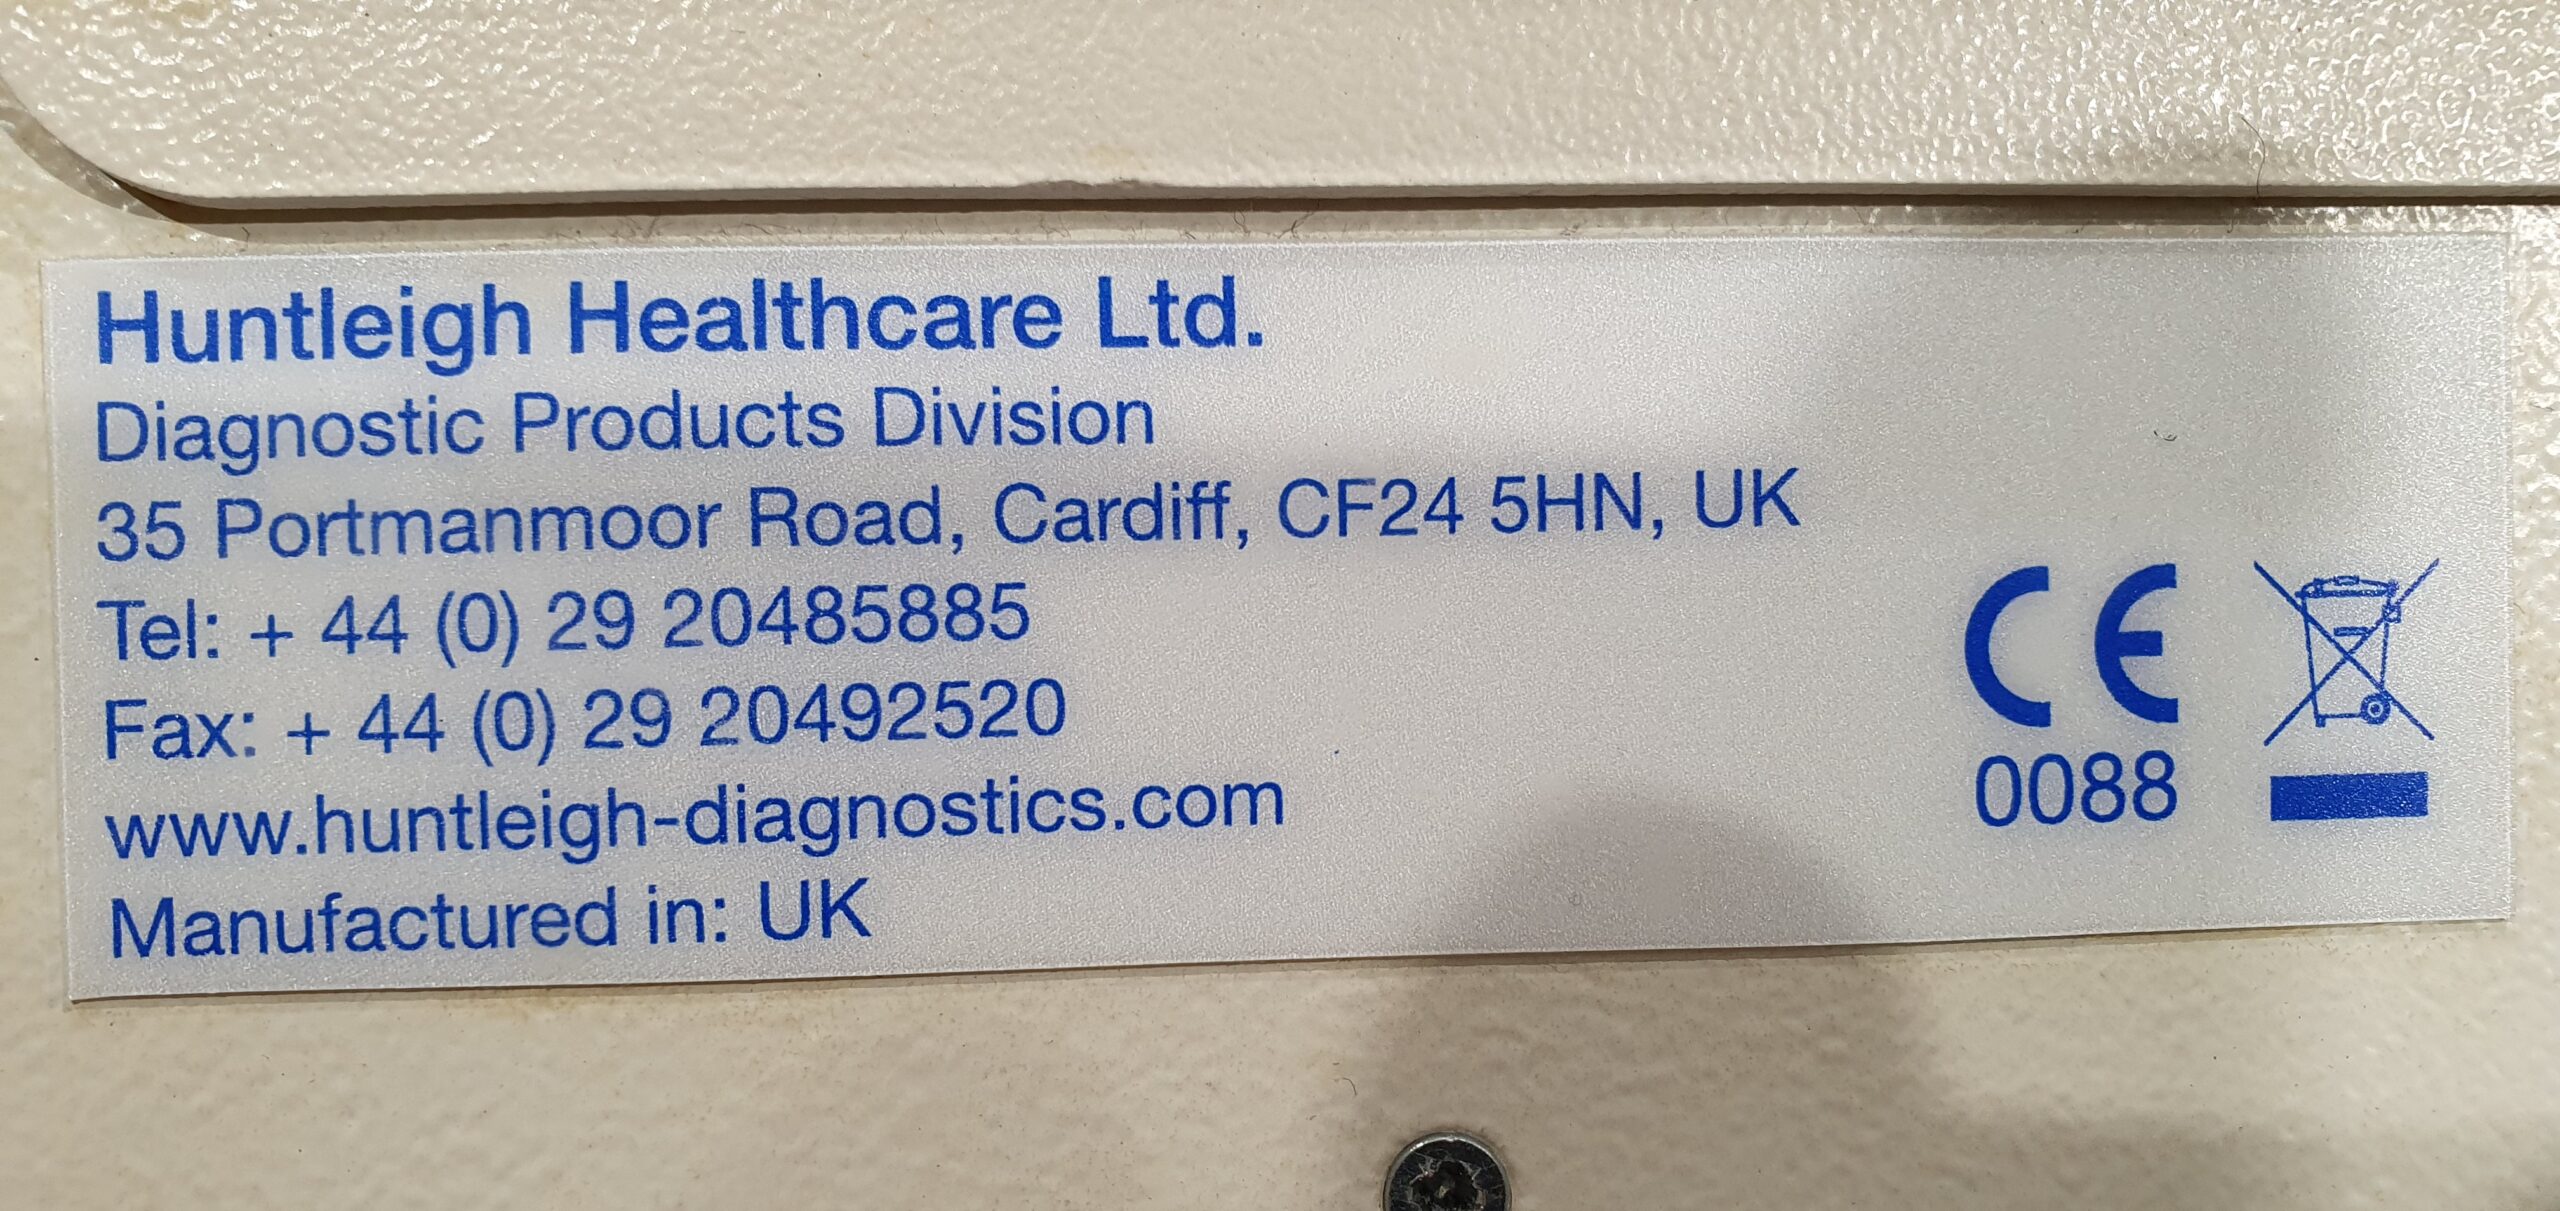 Huntleigh Healthcare Ltd.
Diagnostic Products Division
35 Portmanmoor Road, Cardiff, CF24 5HN, UK
Tel: + 44 (0) 29 20485885
Fax: + 44 (0) 29 20492520
www.huntleigh-diagnostics.com
Manufactured in: UK
CE
0088